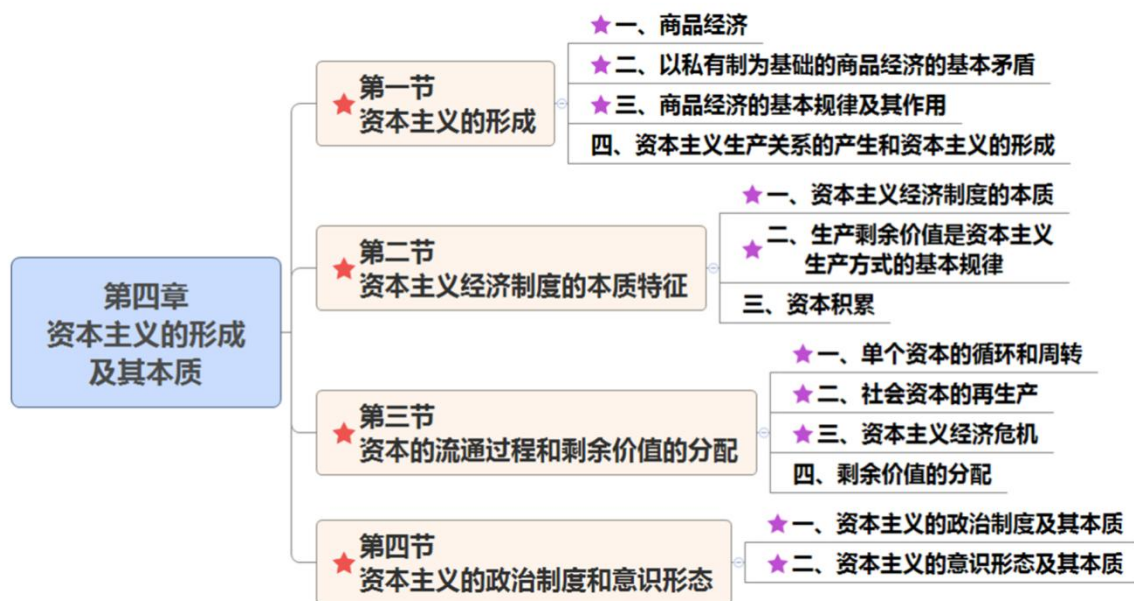 第四章
资本主义的形成
及其本质
第一节
资本主义的形成
一、商品经济
二、以私有制为基础的商品经济的基本矛盾
三、商品经济的基本规律及其作用
四、资本主义生产关系的产生和资本主义的形成
第二节
资本主义经济制度的本质特征
一、资本主义经济制度的本质
二、生产剩余价值是资本主义
生产方式的基本规律
三、资本积累
第三节
资本的流通过程和剩余价值的分配
一、单个资本的循环和周转
二、社会资本的再生产
三、资本主义经济危机
四、剩余价值的分配
第四节
资本主义的政治制度和意识形态
一、资本主义的政治制度及其本质
二、资本主义的意识形态及其本质